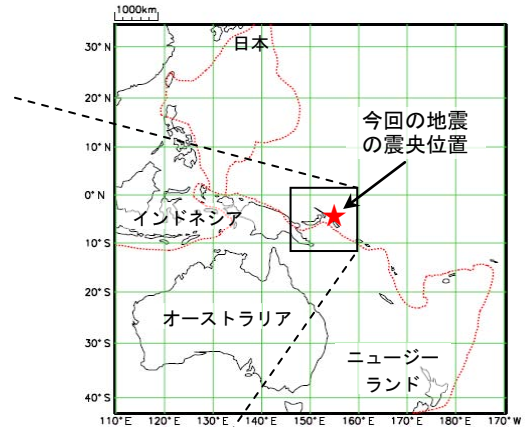 1000km
30° N
20° N
10° N
0° N
10° S
20° S
30° S
40° S
日本
今回の地震
の震央位置
インドネシア
オーストラリア
ニュージー
ランド
110° E 120° E 130° E 140° E 150° E 160° E 170° E 180° E 170° W